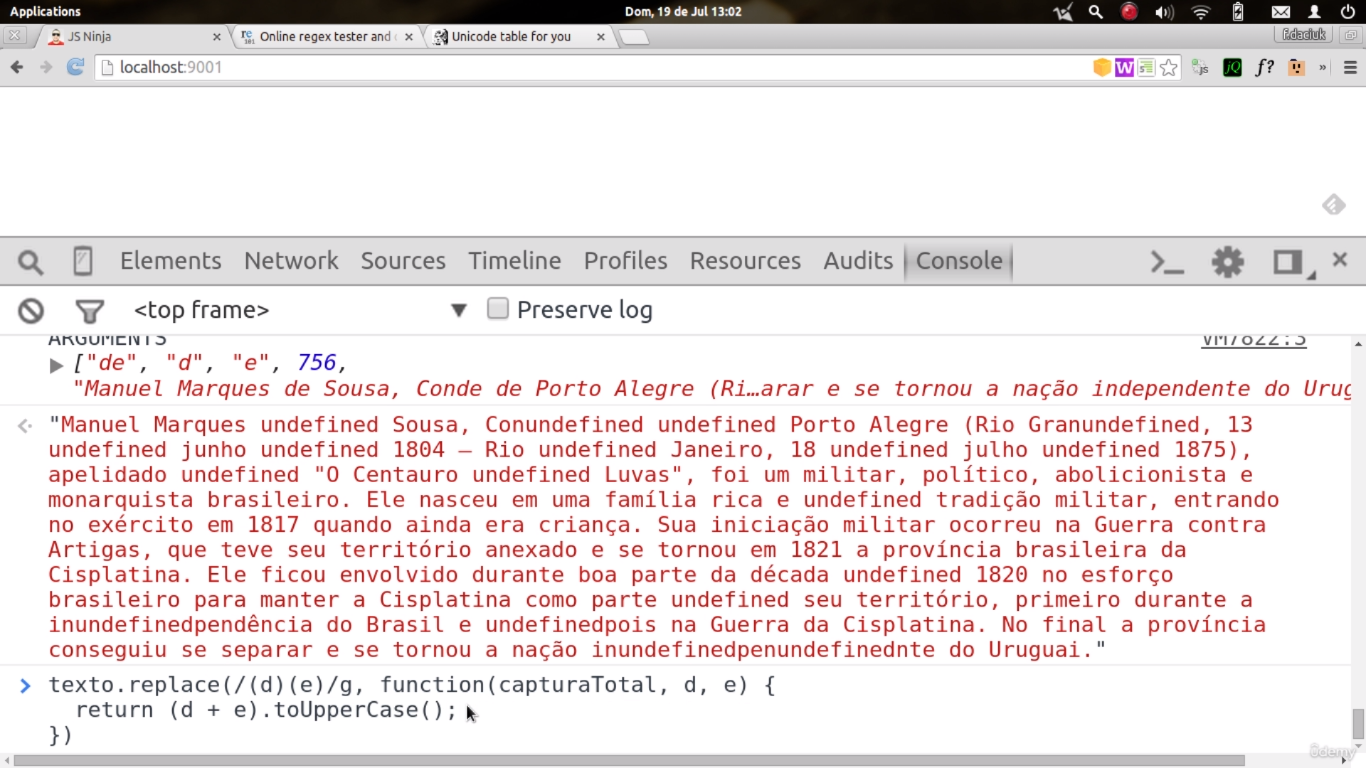 Applications
Dom, 19 de Jul 13:02
JS Ninja
Online regex tester and
Unicode table for you
f.daciuk
localhost:9001
W
js
jQ
f?
»
Elements Network Sources Timeline Profiles Resources Audits Console
<top frame>
Preserve log
ARGUMENTS
VM7822:3
["de", "d", "e", 756,
"Manuel Marques de Sousa, Conde de Porto Alegre (Ri…arar e se tornou a nação independente do Urug
"Manuel Marques undefined Sousa, Conundefined undefined Porto Alegre (Rio Granundefined, 13
undefined junho undefined 1804 – Rio undefined Janeiro, 18 undefined julho undefined 1875),
apelidado undefined "O Centauro undefined Luvas", foi um militar, político, abolicionista e
monarquista brasileiro. Ele nasceu em uma família rica e undefined tradição militar, entrando
no exército em 1817 quando ainda era criança. Sua iniciação militar ocorreu na Guerra contra
Artigas, que teve seu território anexado e se tornou em 1821 a província brasileira da
Cisplatina. Ele ficou envolvido durante boa parte da década undefined 1820 no esforço
brasileiro para manter a Cisplatina como parte undefined seu território, primeiro durante a
inundefinedpendência do Brasil e undefinedpois na Guerra da Cisplatina. No final a província
conseguiu se separar e se tornou a nação inundefinedpenundefinednte do Uruguai."
texto.replace(/(d)(e)/g, function(capturaTotal, d, e) {
return (d + e).toUpperCase();
})
ûdemy